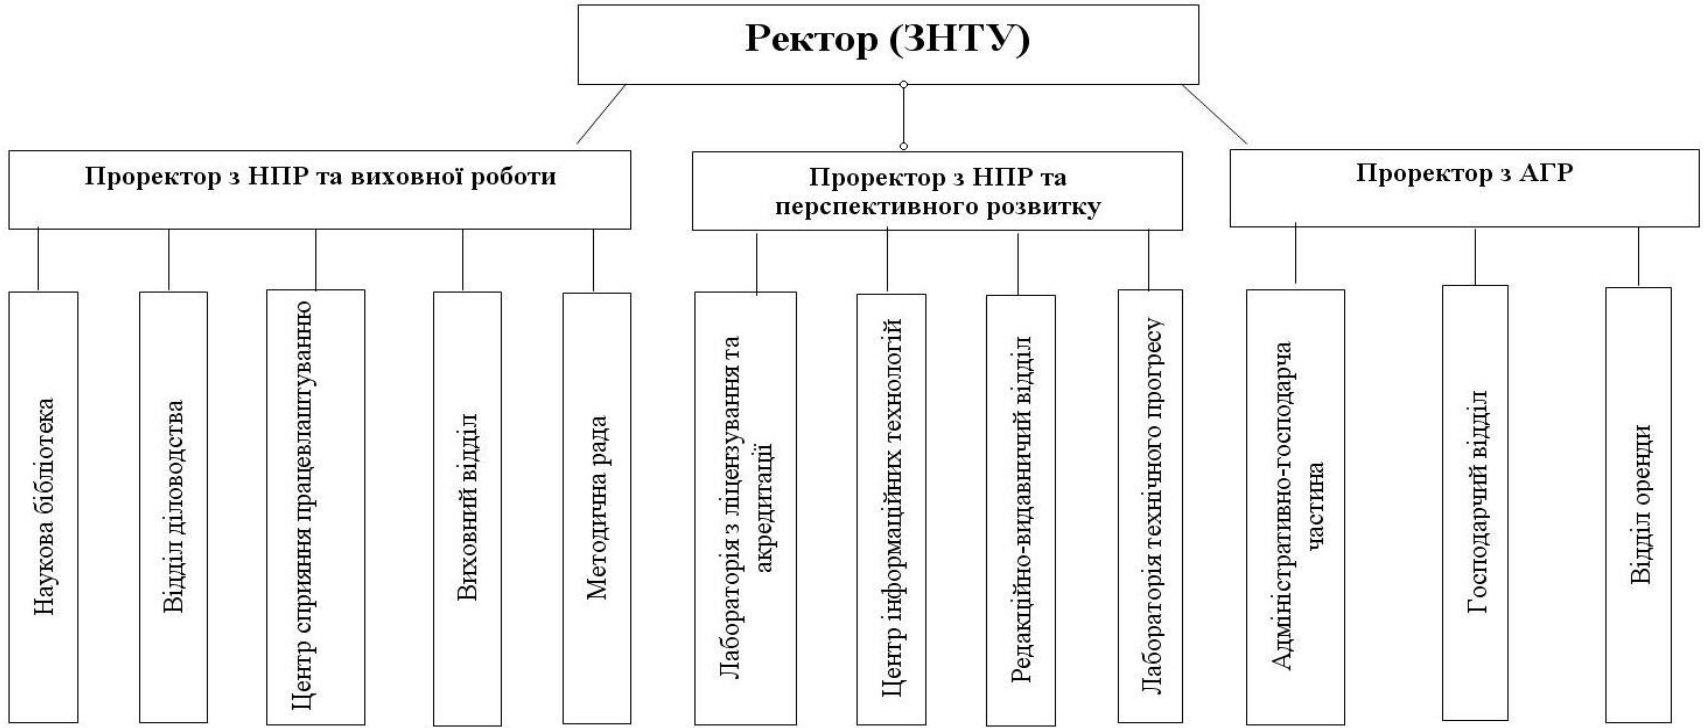 Ректор (ЗНТУ)
Проректор з НПР та виховної роботи
Проректор з НПР та
перспективного розвитку
Проректор з АГР
Наукова бібліотека
Відділ діловодства
Центр сприяння працевлаштуванню
Виховний відділ
Методична рада
Лабораторія з ліцензування та
акредитації
Центр інформаційних технологій
Редакційно-видавничий відділ
Лабораторія технічного прогресу
Адміністративно-господарча
частина
Господарчий відділ
Відділ оренди